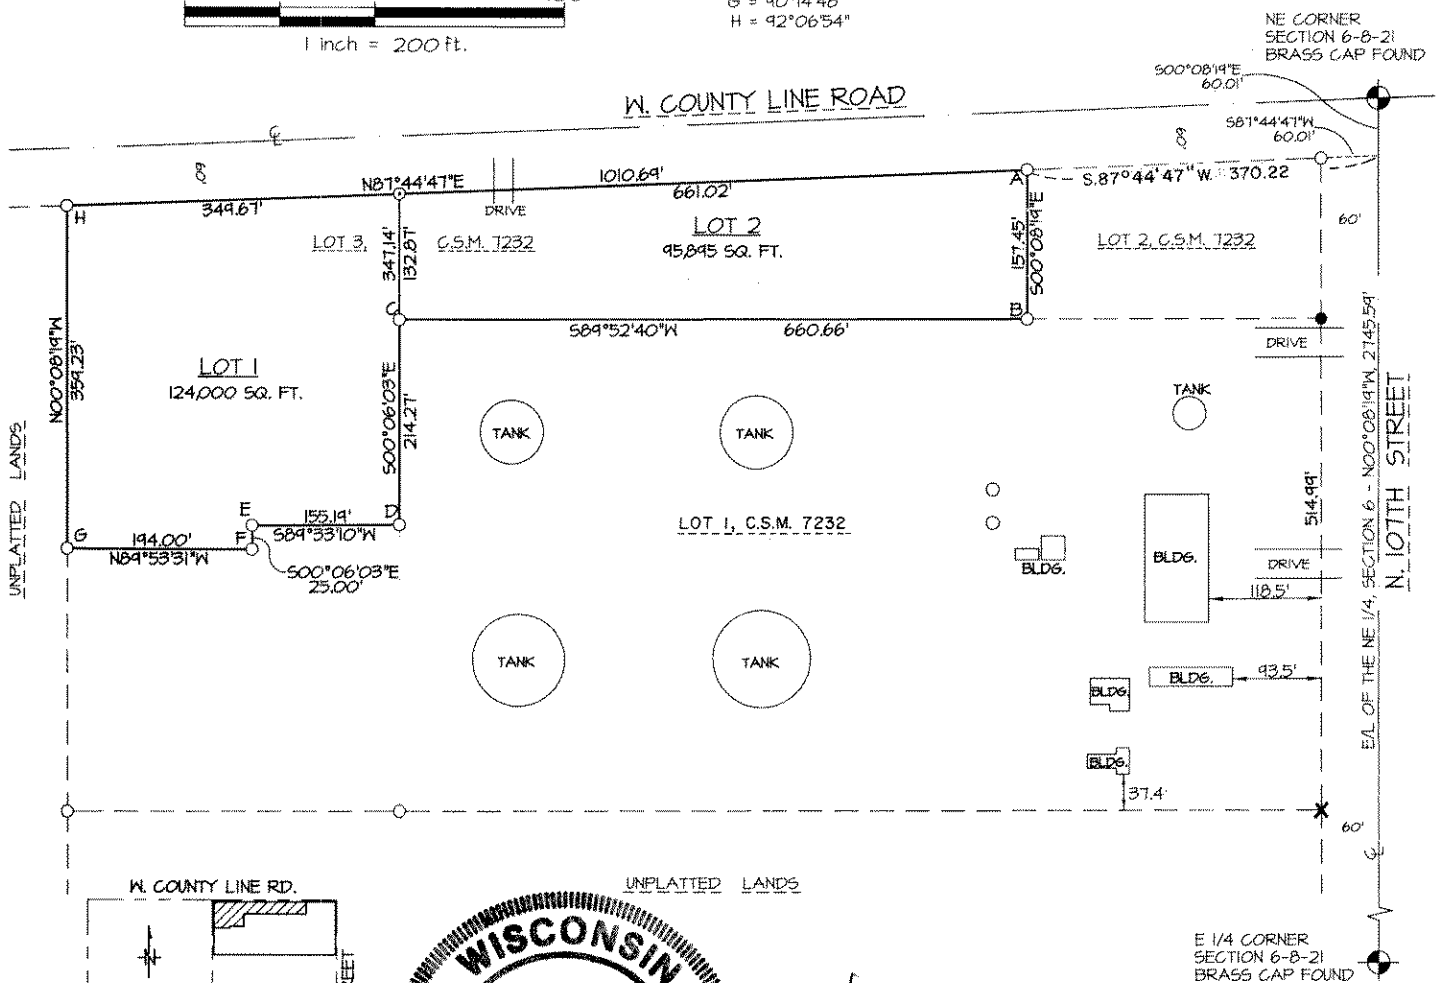 G = 90°14'48"
H = 92°06'54"
1 inch = 200 ft.
NE CORNER
SECTION 6-8-21
BRASS CAP FOUND
S00°08'19"E
60.01'
W. COUNTY LINE ROAD
S87°44'47"W
60.01'
60'
60'
N87°44'47"E
1010.69'
A
S.87°44'47"W. 370.22
H
349.67'
DRIVE
661.02'
LOT 2
95,895 SQ. FT.
60'
LOT 3,
C.S.M. 7232
347.14'
132.87'
157.45'
S00°08'19"E
LOT 2, C.S.M. 7232
C
S89°52'40"W
660.66'
B
N00°08'19"W
359.23'
LOT 1
124,000 SQ. FT.
S00°06'03"E
214.27'
DRIVE
TANK
TANK
TANK
UNPLATTED LANDS
E
155.19'
D
S89°33'10"W
LOT 1, C.S.M. 7232
514.99'
E/L OF THE NE 1/4, SECTION 6 - N00°08'19"W, 2745.59'
N. 107TH STREET
G
194.00'
F
N89°53'31"W
S00°06'03"E
25.00'
BLDG.
BLDG.
DRIVE
118.5'
TANK
TANK
BLDG.
93.5'
BLDG.
BLDG.
37.4'
60'
W. COUNTY LINE RD.
UNPLATTED LANDS
N
WISCONSIN
E 1/4 CORNER
SECTION 6-8-21
BRASS CAP FOUND